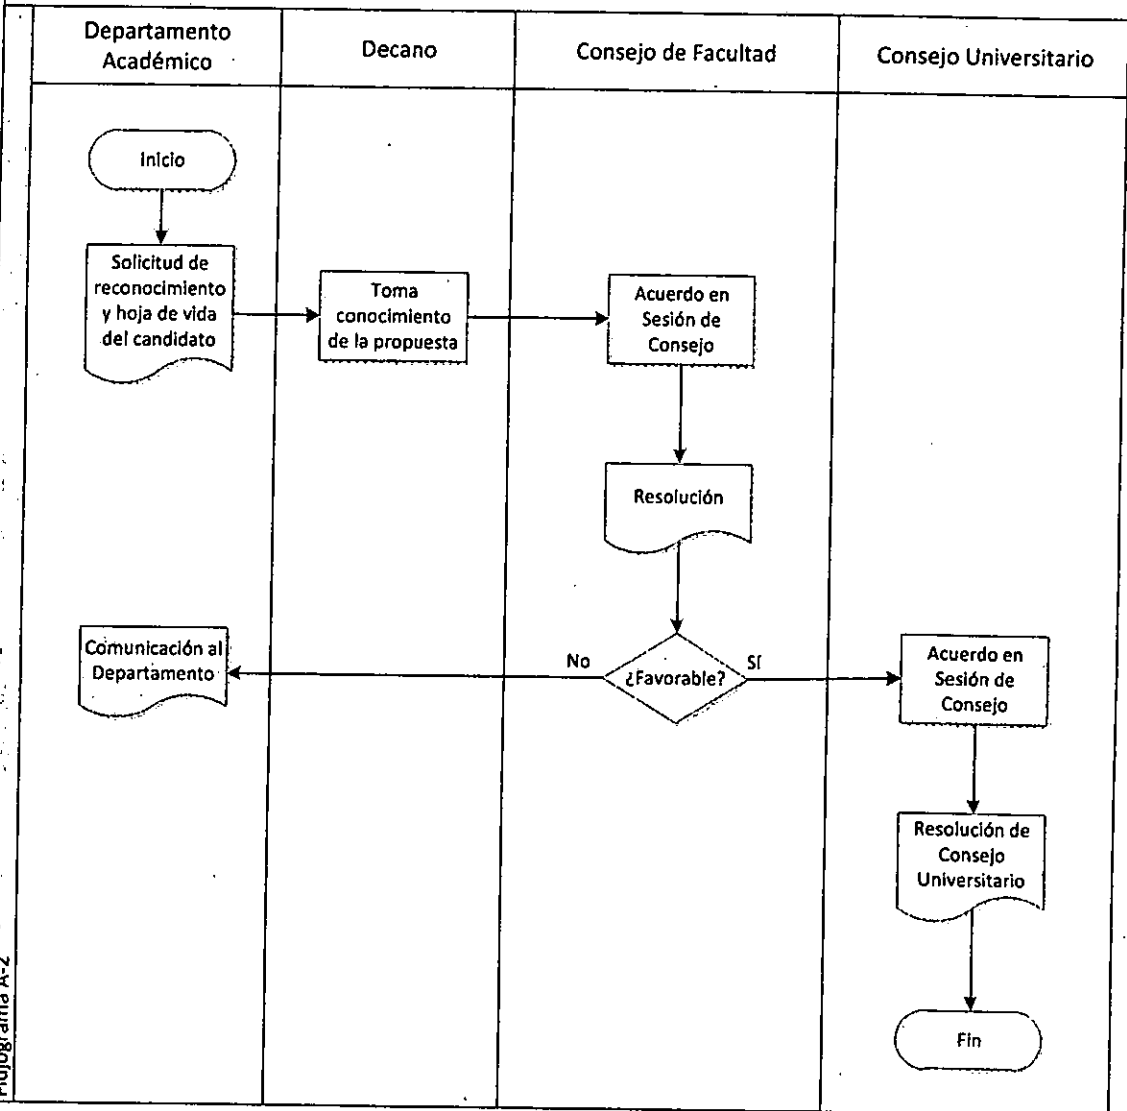 Departamento
Académico
Decano
Consejo de Facultad
Consejo Universitario
Inicio
Solicitud de
reconocimiento
y hoja de vida
del candidato
Toma
conocimiento
de la propuesta
Acuerdo en
Sesión de
Consejo
Resolución
Comunicación al
Departamento
No
¿Favorable?
Sí
Acuerdo en
Sesión de
Consejo
Resolución de
Consejo
Universitario
Fin
Flujograma A-2